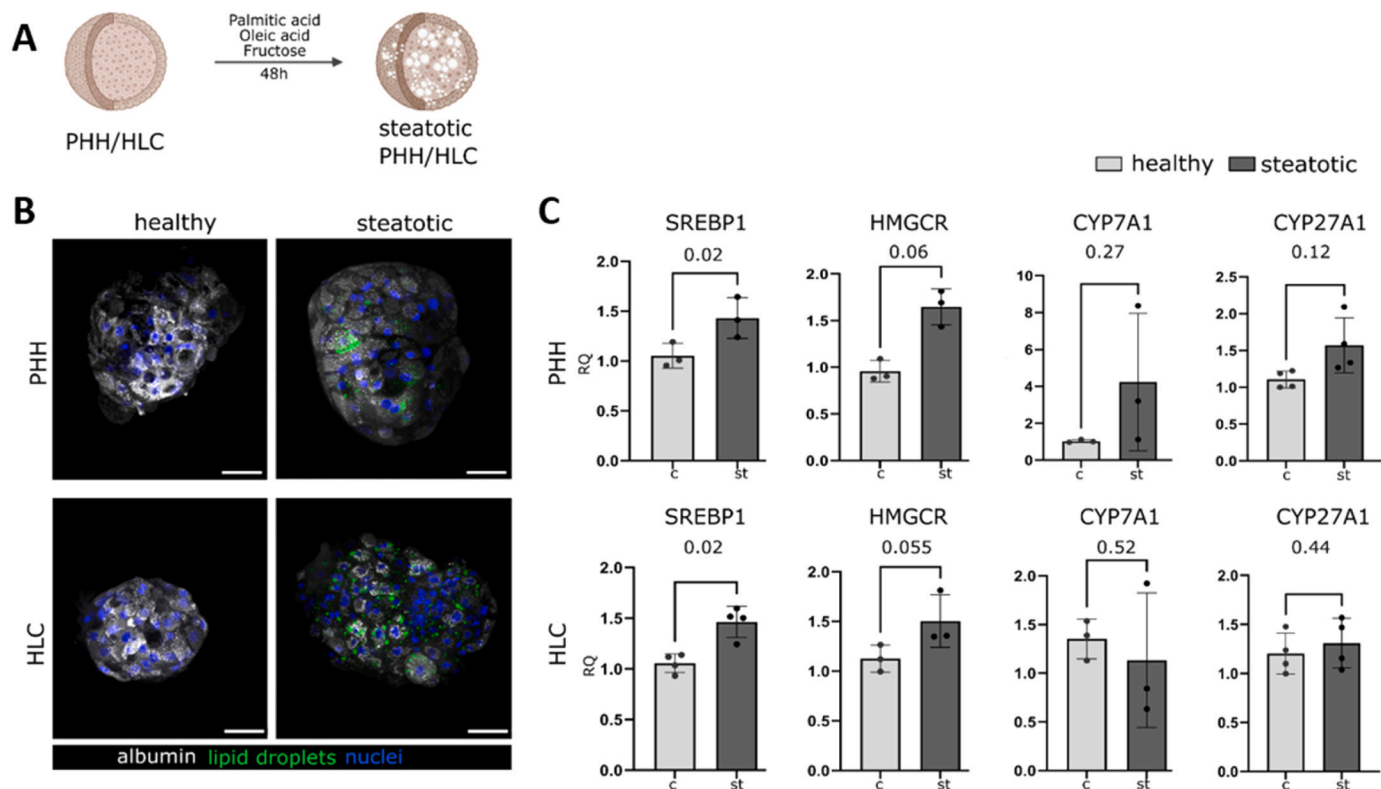 A
Palmitic acid
Oleic acid
Fructose
48h
PHH/HLC
steatotic
PHH/HLC
healthy steatotic
B
healthy steatotic
PHH
HLC
albumin lipid droplets nuclei
C
SREBP1 HMGCR CYP7A1 CYP27A1
0.02 0.06 0.27 0.12
PHH
RQ
2.0
1.5
1.0
0.5
0.0
c st
2.0
1.5
1.0
0.5
0.0
c st
10
8
6
4
2
0
c st
2.5
2.0
1.5
1.0
0.5
0.0
c st
SREBP1 HMGCR CYP7A1 CYP27A1
0.02 0.055 0.52 0.44
HLC
RQ
2.0
1.5
1.0
0.5
0.0
c st
2.0
1.5
1.0
0.5
0.0
c st
2.0
1.5
1.0
0.5
0.0
c st
2.0
1.5
1.0
0.5
0.0
c st